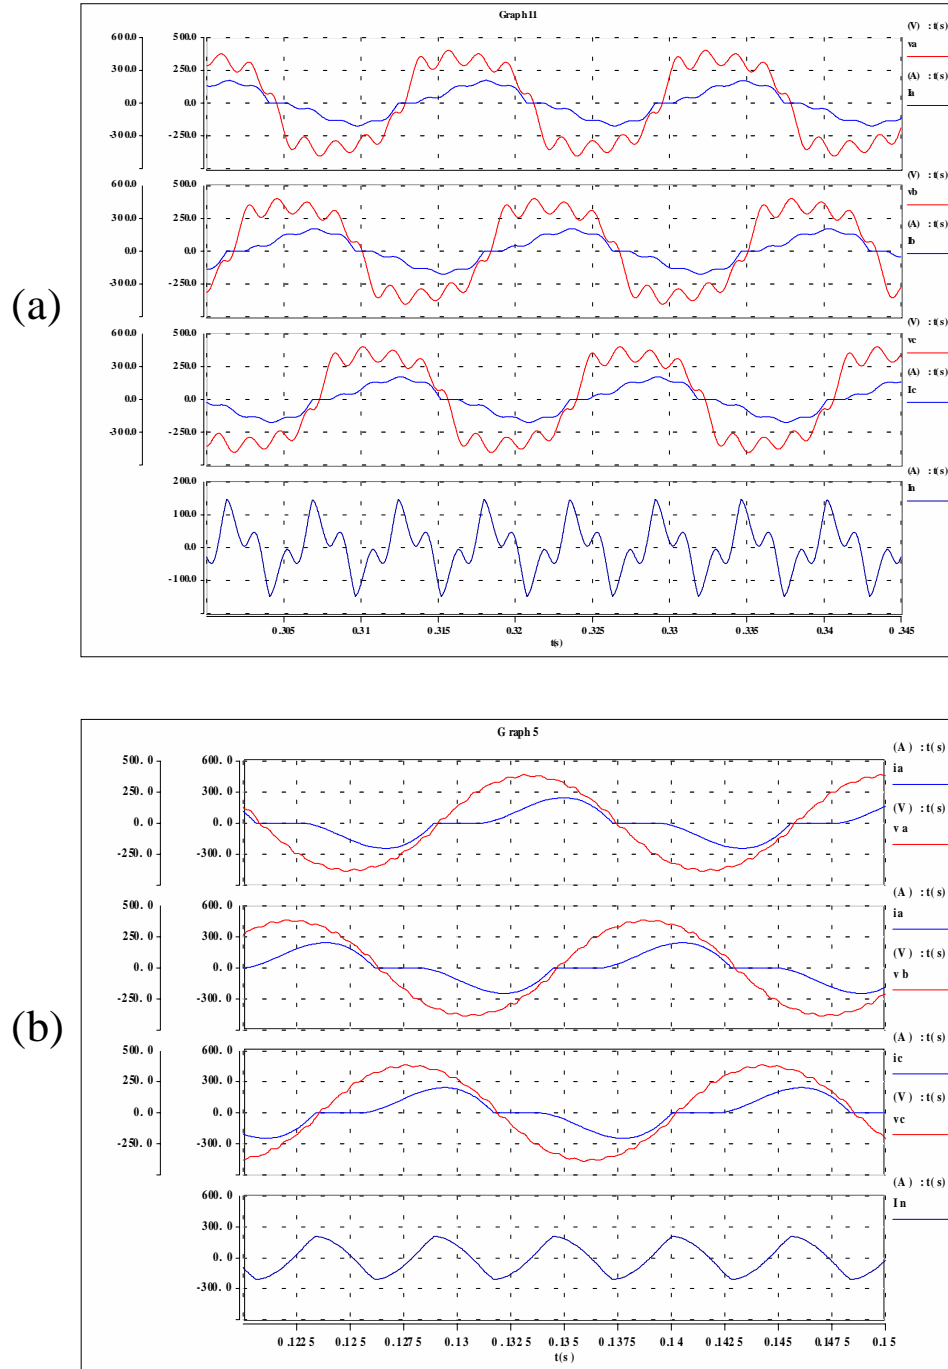 Graph11
(V) : t(s)
600.0 500.0
va
300.0 250.0
(A) : t(s)
Ia
0.0 0.0
-300.0 -250.0
(V) : t(s)
600.0 500.0
vb
300.0 250.0
(A) : t(s)
Ib
0.0 0.0
-300.0 -250.0
(a)
(V) : t(s)
600.0 500.0
vc
300.0 250.0
(A) : t(s)
Ic
0.0 0.0
-300.0 -250.0
(A) : t(s)
200.0
In
100.0
0.0
-100.0
0.305 0.31 0.315 0.32 0.325 0.33 0.335 0.34 0.345
t(s)
Graph 5
(A) : t(s)
500.0 600.0
ia
250.0 300.0
(V) : t(s)
0.0 0.0
va
-250.0 -300.0
(A) : t(s)
500.0 600.0
ia
250.0 300.0
(V) : t(s)
0.0 0.0
vb
-250.0 -300.0
(b)
(A) : t(s)
500.0 600.0
ic
250.0 300.0
(V) : t(s)
0.0 0.0
vc
-250.0 -300.0
(A) : t(s)
600.0
In
300.0
0.0
-300.0
0.1225 0.125 0.1275 0.13 0.1325 0.135 0.1375 0.14 0.1425 0.145 0.1475 0.15
t(s)